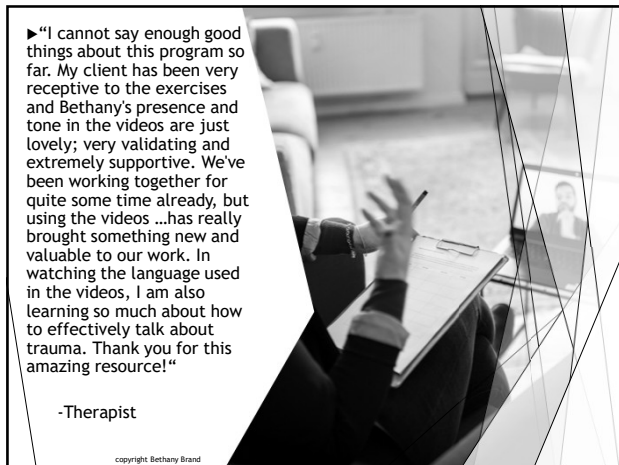 ▶“I cannot say enough good
things about this program so
far. My client has been very
receptive to the exercises
and Bethany's presence and
tone in the videos are just
lovely; very validating and
extremely supportive. We've
been working together for
quite some time already, but
using the videos …has really
brought something new and
valuable to our work. In
watching the language used
in the videos, I am also
learning so much about how
to effectively talk about
trauma. Thank you for this
amazing resource!“
-Therapist
copyright Bethany Brand